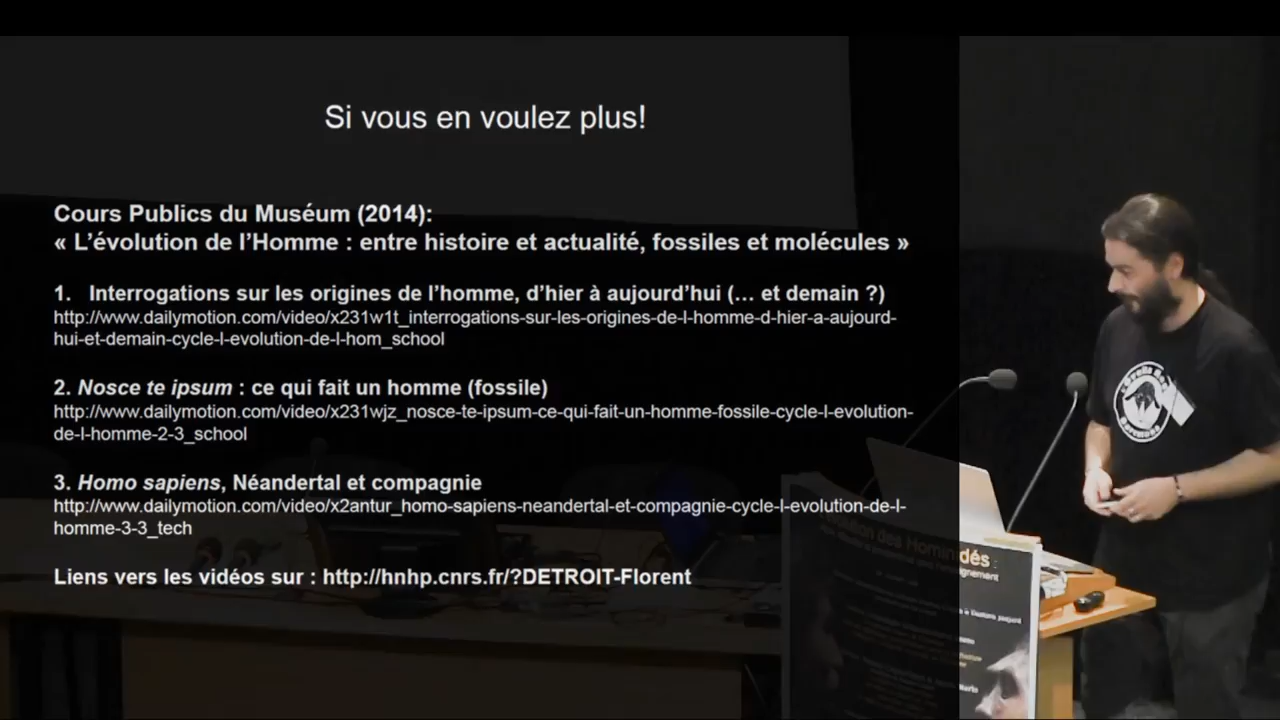 Si vous en voulez plus!
Cours Publics du Muséum (2014):
« L’évolution de l’Homme : entre histoire et actualité, fossiles et molécules »
1. Interrogations sur les origines de l’homme, d’hier à aujourd’hui (… et demain ?)
http://www.dailymotion.com/video/x231w1t_interrogations-sur-les-origines-de-l-homme-d-hier-a-aujourd-
hui-et-demain-cycle-l-evolution-de-l-hom_school
2. Nosce te ipsum : ce qui fait un homme (fossile)
http://www.dailymotion.com/video/x231wjz_nosce-te-ipsum-ce-qui-fait-un-homme-fossile-cycle-l-evolution-
de-l-homme-2-3_school
3. Homo sapiens, Néandertal et compagnie
http://www.dailymotion.com/video/x2antur_homo-sapiens-neandertal-et-compagnie-cycle-l-evolution-de-l-
homme-3-3_tech
Liens vers les vidéos sur : http://hnhp.cnrs.fr/?DETROIT-Florent
des Hominidés